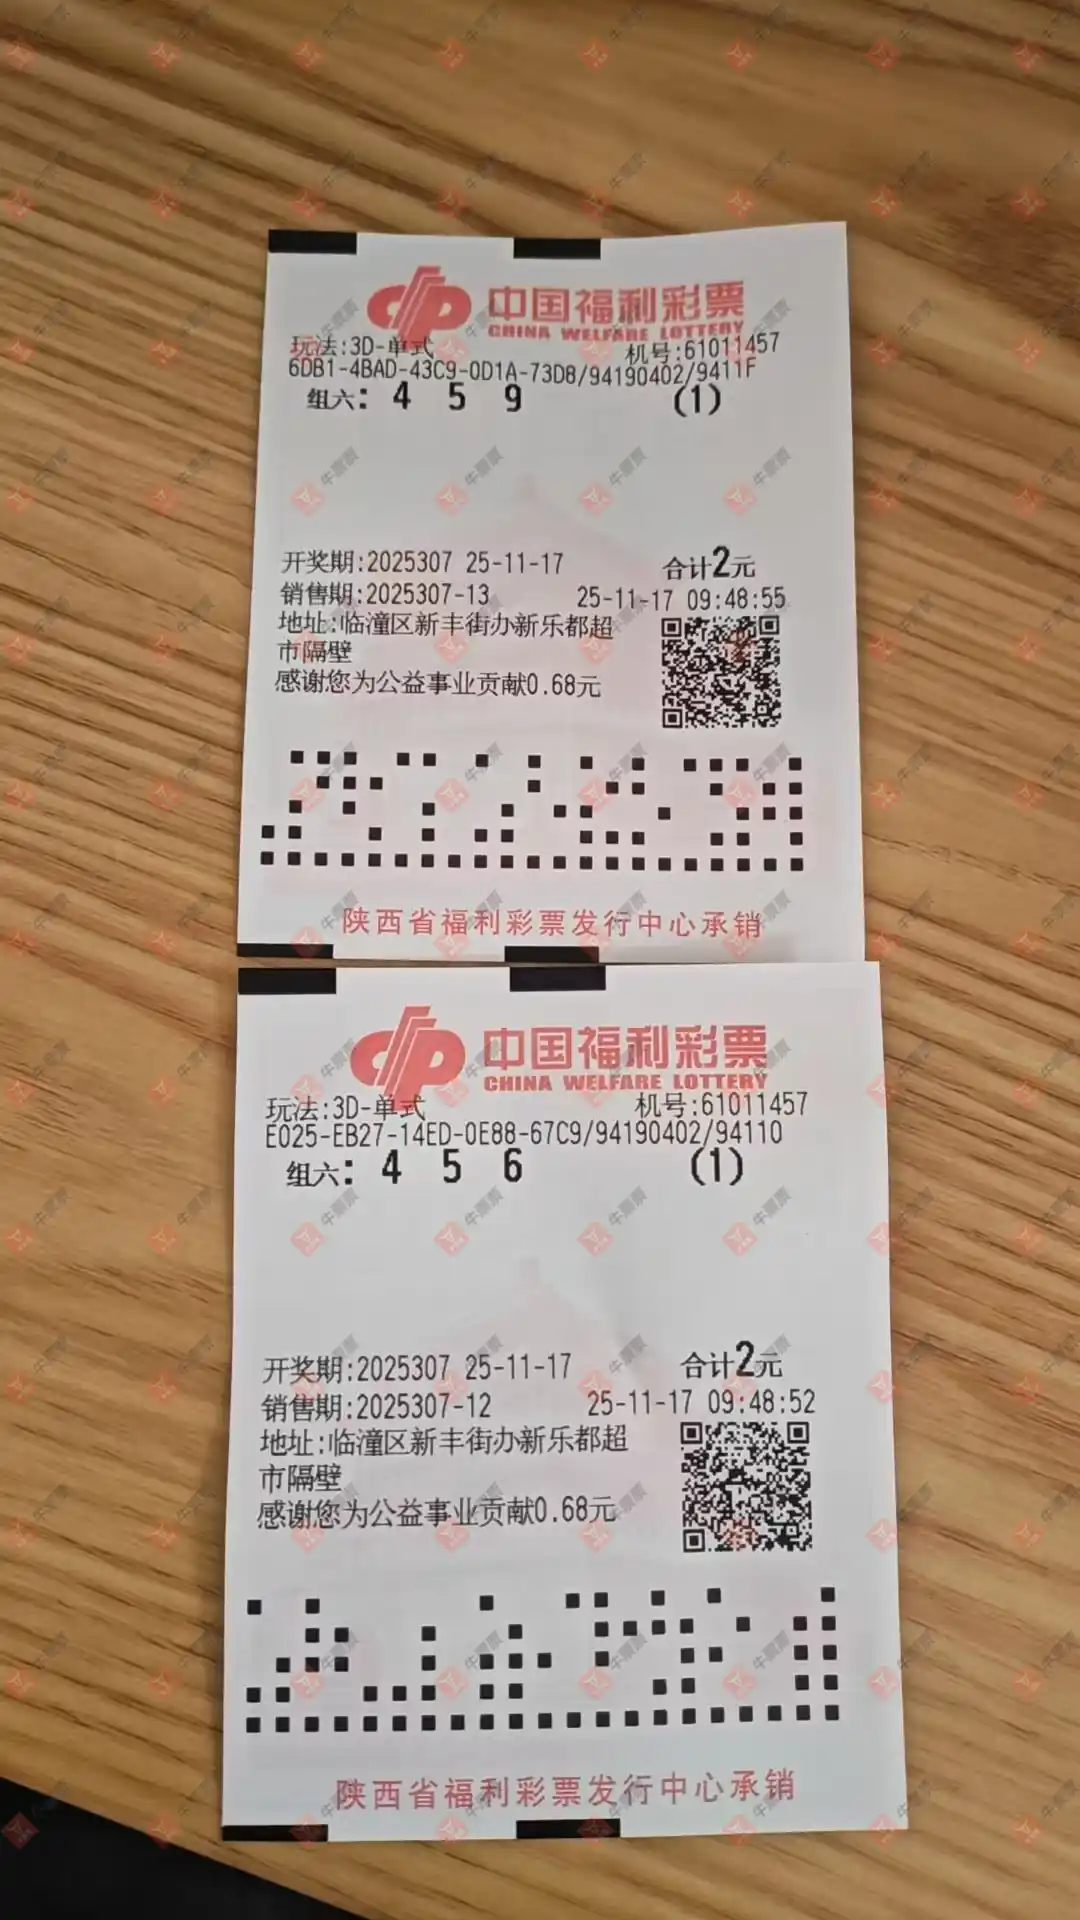 中国福利彩票
CHINA WELFARE LOTTERY
玩法:3D-单式 机号:61011457
6DB1-4BAD-43C9-0D1A-73D8/94190402/9411F
组六: 4 5 9 (1)
开奖期:2025307 25-11-17 合计2元
销售期:2025307-13 25-11-17 09:48:55
地址:临潼区新丰街办新乐都超
市隔壁
感谢您为公益事业贡献0.68元
陕西省福利彩票发行中心承销
中国福利彩票
CHINA WELFARE LOTTERY
玩法:3D-单式 机号:61011457
E025-EB27-14ED-0E88-67C9/94190402/94110
组六: 4 5 6 (1)
开奖期:2025307 25-11-17 合计2元
销售期:2025307-12 25-11-17 09:48:52
地址:临潼区新丰街办新乐都超
市隔壁
感谢您为公益事业贡献0.68元
陕西省福利彩票发行中心承销
牛票票